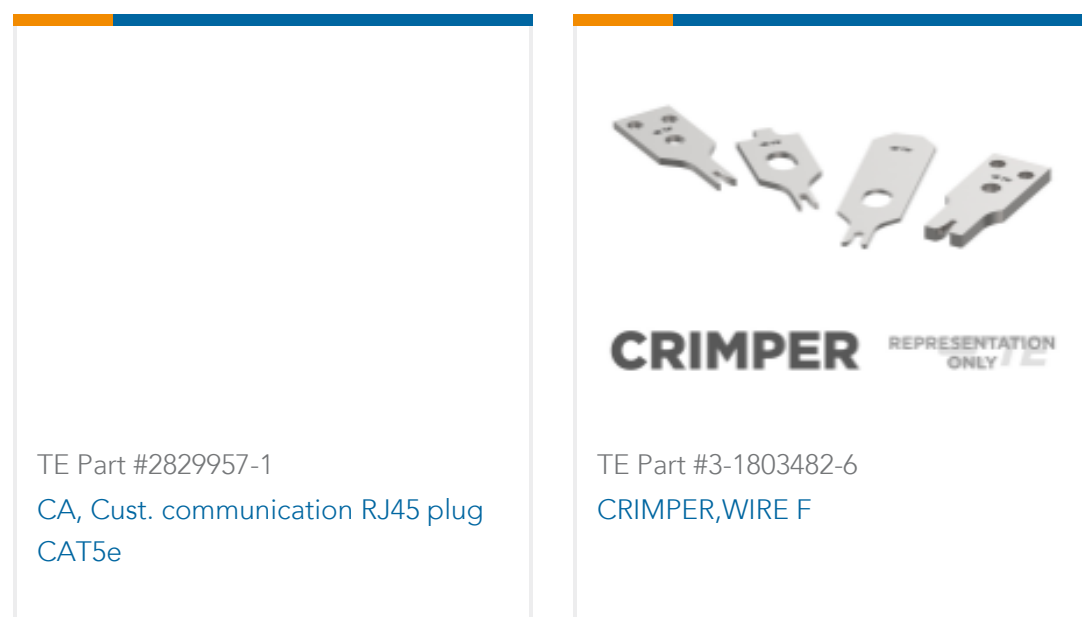 CRIMPER
REPRESENTATION
ONLY
TE
TE Part #2829957-1
CA, Cust. communication RJ45 plug
CAT5e
TE Part #3-1803482-6
CRIMPER,WIRE F